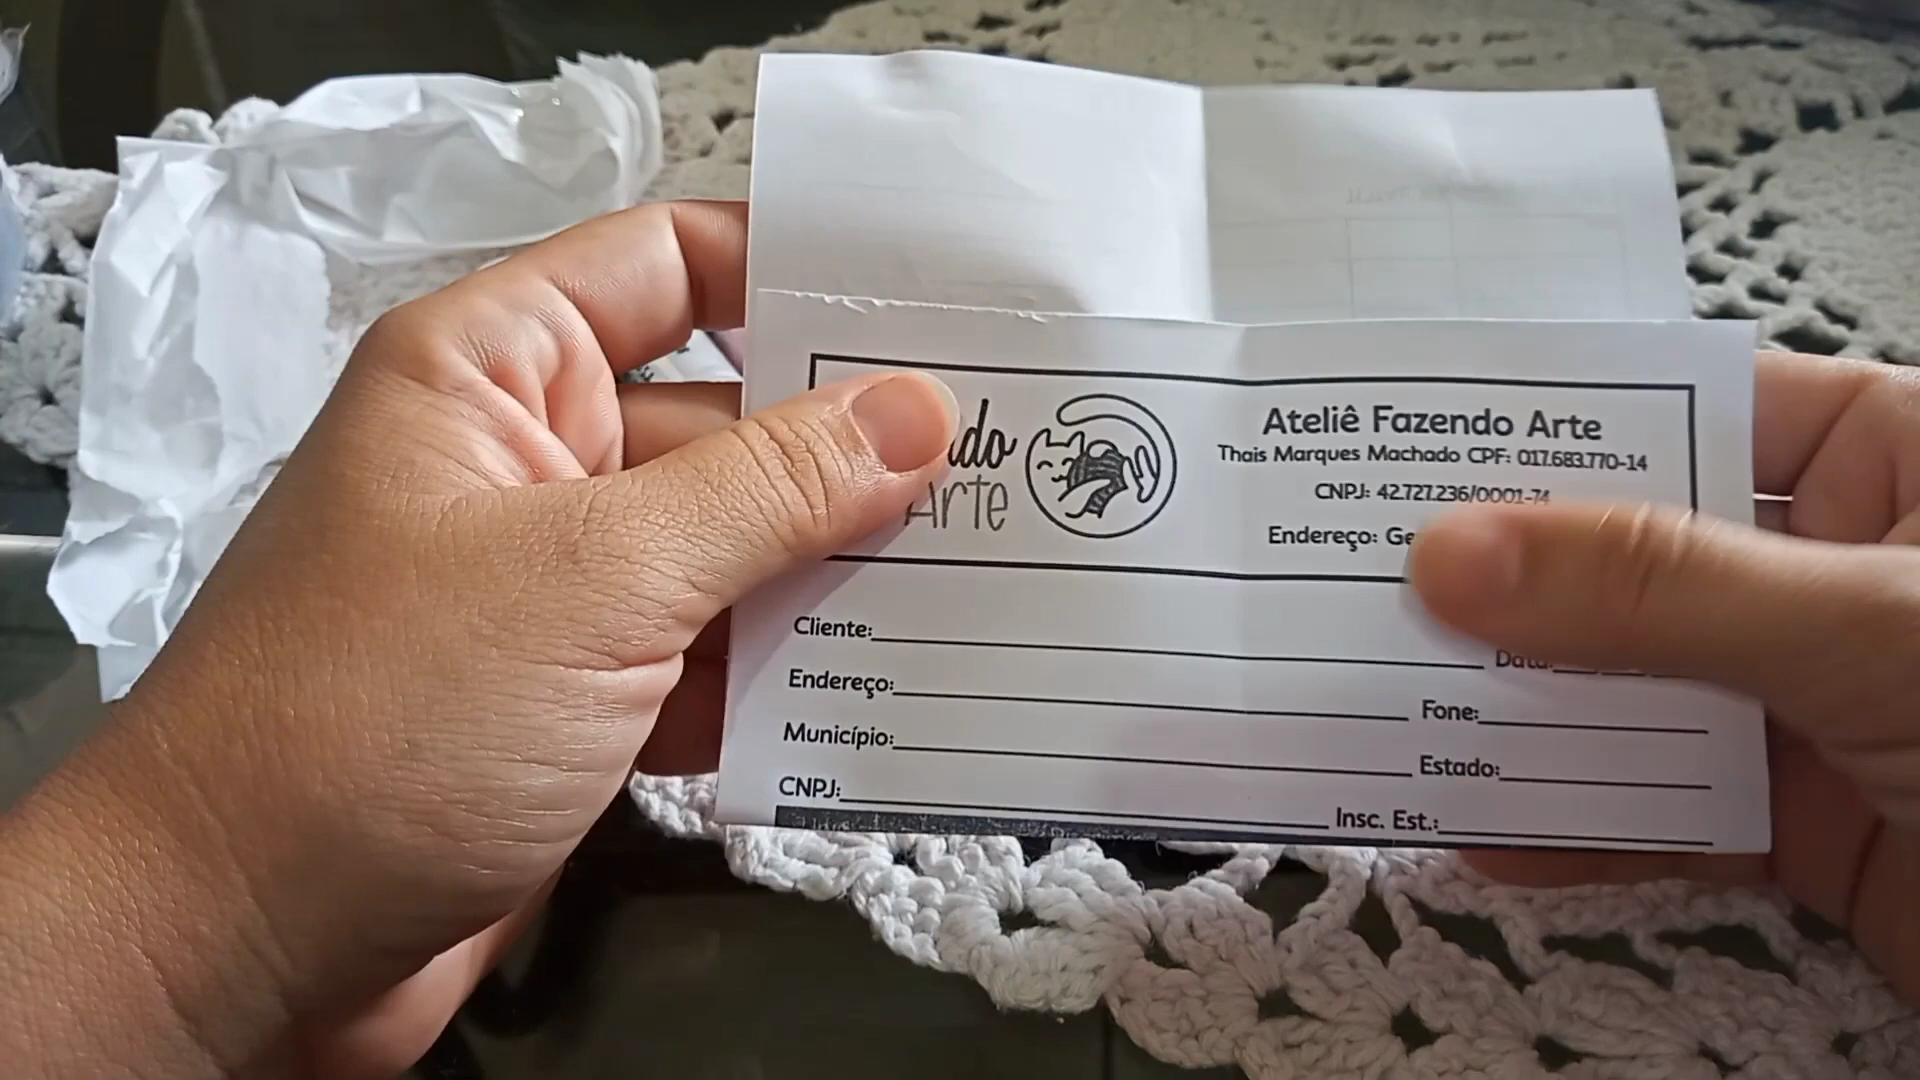 Arte
Ateliê Fazendo Arte
Thais Marques Machado CPF: 017.683.770-14
CNPJ: 42.727.236/0001-74
Endereço:
Cliente:
Data:
Endereço:
Fone:
Município:
Estado:
CNPJ:
Insc. Est.: